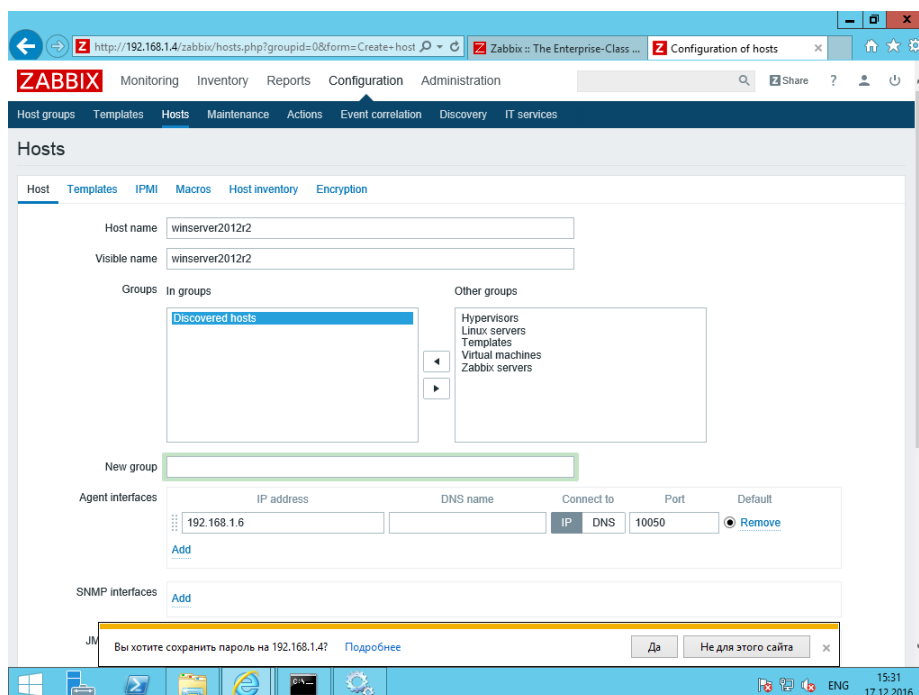 http://192.168.1.4/zabbix/hosts.php?groupid=0&form=Create+host
Zabbix :: The Enterprise-Class ...
Configuration of hosts
ZABBIX Monitoring Inventory Reports Configuration Administration Share ?
Host groups Templates Hosts Maintenance Actions Event correlation Discovery IT services
Hosts
Host Templates IPMI Macros Host inventory Encryption
Host name winserver2012r2
Visible name winserver2012r2
Groups In groups Other groups
Discovered hosts
Hypervisors
Linux servers
Templates
Virtual machines
Zabbix servers
New group
Agent interfaces IP address DNS name Connect to Port Default
192.168.1.6 IP DNS 10050 Remove
Add
SNMP interfaces Add
JM
Вы хотите сохранить пароль на 192.168.1.4? Подробнее Да Не для этого сайта
ENG 15:31
17.12.2016